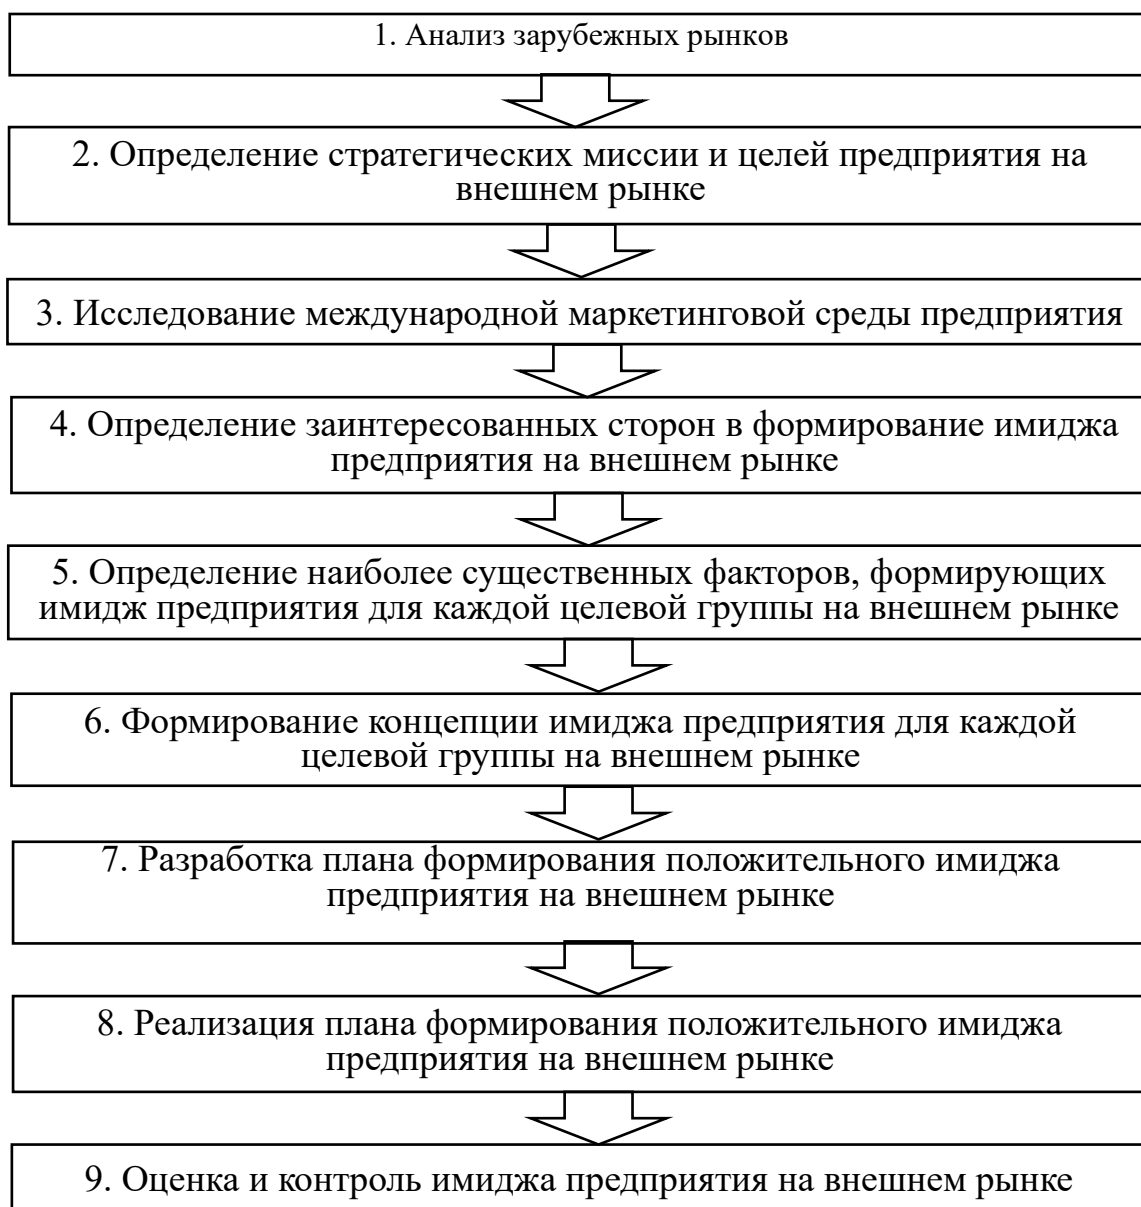 1. Анализ зарубежных рынков
2. Определение стратегических миссии и целей предприятия на
внешнем рынке
3. Исследование международной маркетинговой среды предприятия
4. Определение заинтересованных сторон в формирование имиджа
предприятия на внешнем рынке
5. Определение наиболее существенных факторов, формирующих
имидж предприятия для каждой целевой группы на внешнем рынке
6. Формирование концепции имиджа предприятия для каждой
целевой группы на внешнем рынке
7. Разработка плана формирования положительного имиджа
предприятия на внешнем рынке
8. Реализация плана формирования положительного имиджа
предприятия на внешнем рынке
9. Оценка и контроль имиджа предприятия на внешнем рынке